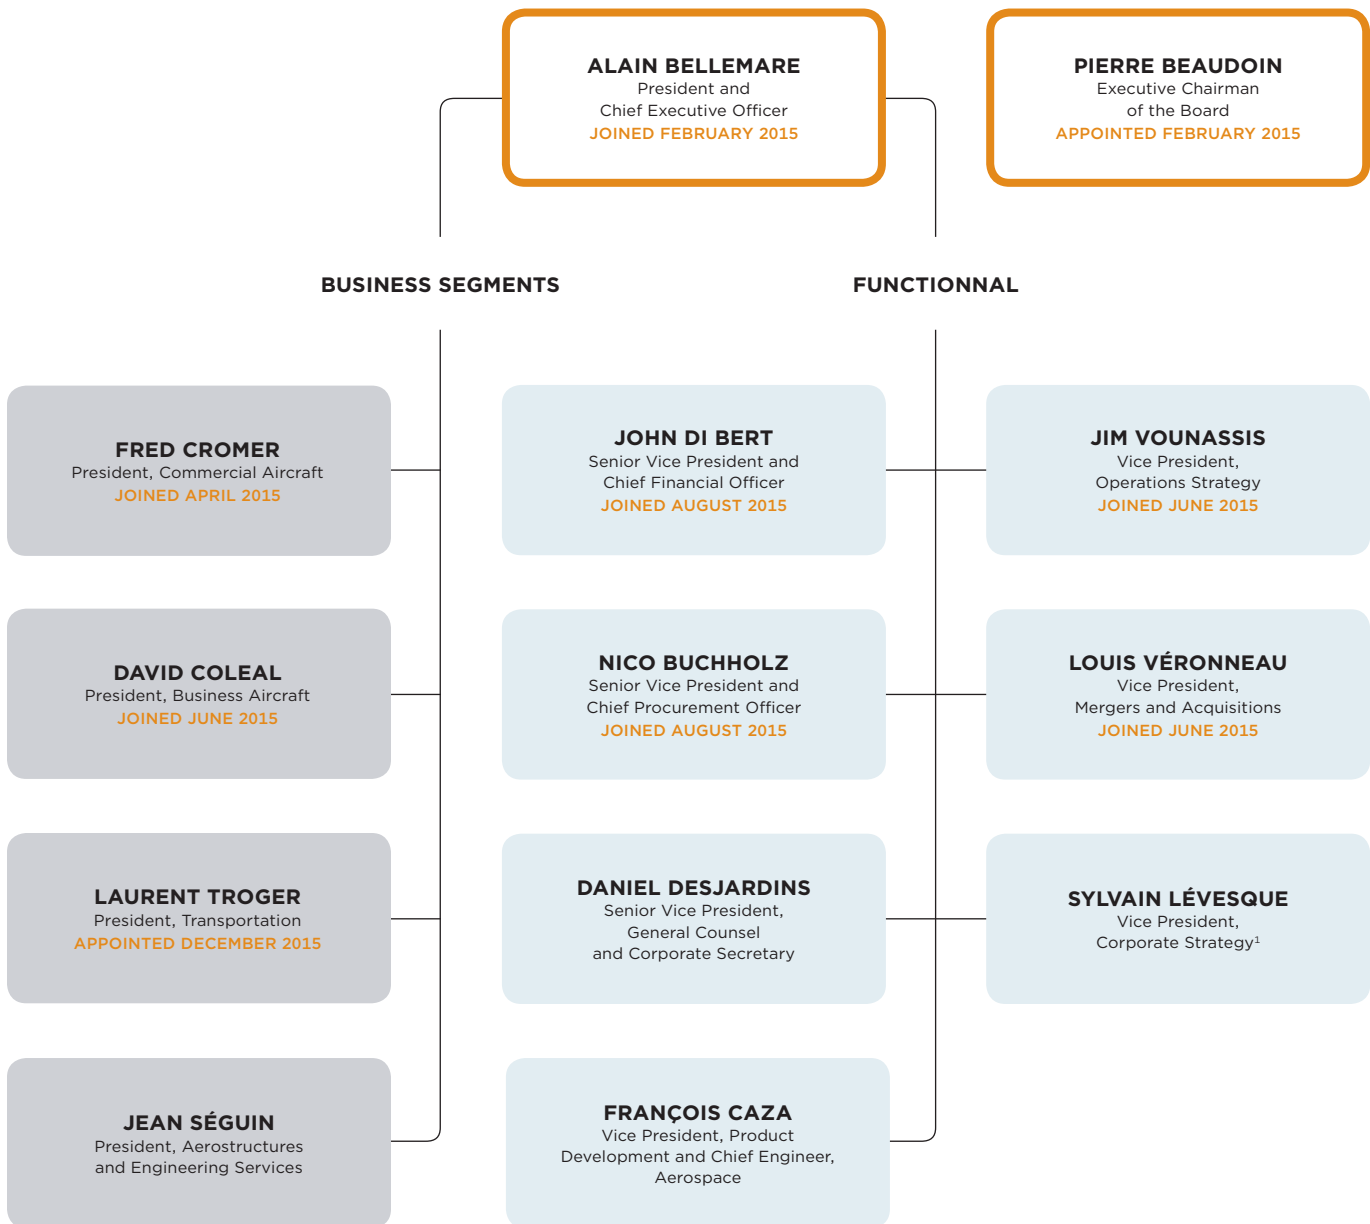 ALAIN BELLEMARE
President and
Chief Executive Officer
JOINED FEBRUARY 2015
PIERRE BEAUDOIN
Executive Chairman
of the Board
APPOINTED FEBRUARY 2015
BUSINESS SEGMENTS
FUNCTIONNAL
FRED CROMER
President, Commercial Aircraft
JOINED APRIL 2015
JOHN DI BERT
Senior Vice President and
Chief Financial Officer
JOINED AUGUST 2015
JIM VOUNASSIS
Vice President,
Operations Strategy
JOINED JUNE 2015
DAVID COLEAL
President, Business Aircraft
JOINED JUNE 2015
NICO BUCHHOLZ
Senior Vice President and
Chief Procurement Officer
JOINED AUGUST 2015
LOUIS VÉRONNEAU
Vice President,
Mergers and Acquisitions
JOINED JUNE 2015
LAURENT TROGER
President, Transportation
APPOINTED DECEMBER 2015
DANIEL DESJARDINS
Senior Vice President,
General Counsel
and Corporate Secretary
SYLVAIN LÉVESQUE
Vice President,
Corporate Strategy¹
JEAN SÉGUIN
President, Aerostructures
and Engineering Services
FRANÇOIS CAZA
Vice President, Product
Development and Chief Engineer,
Aerospace